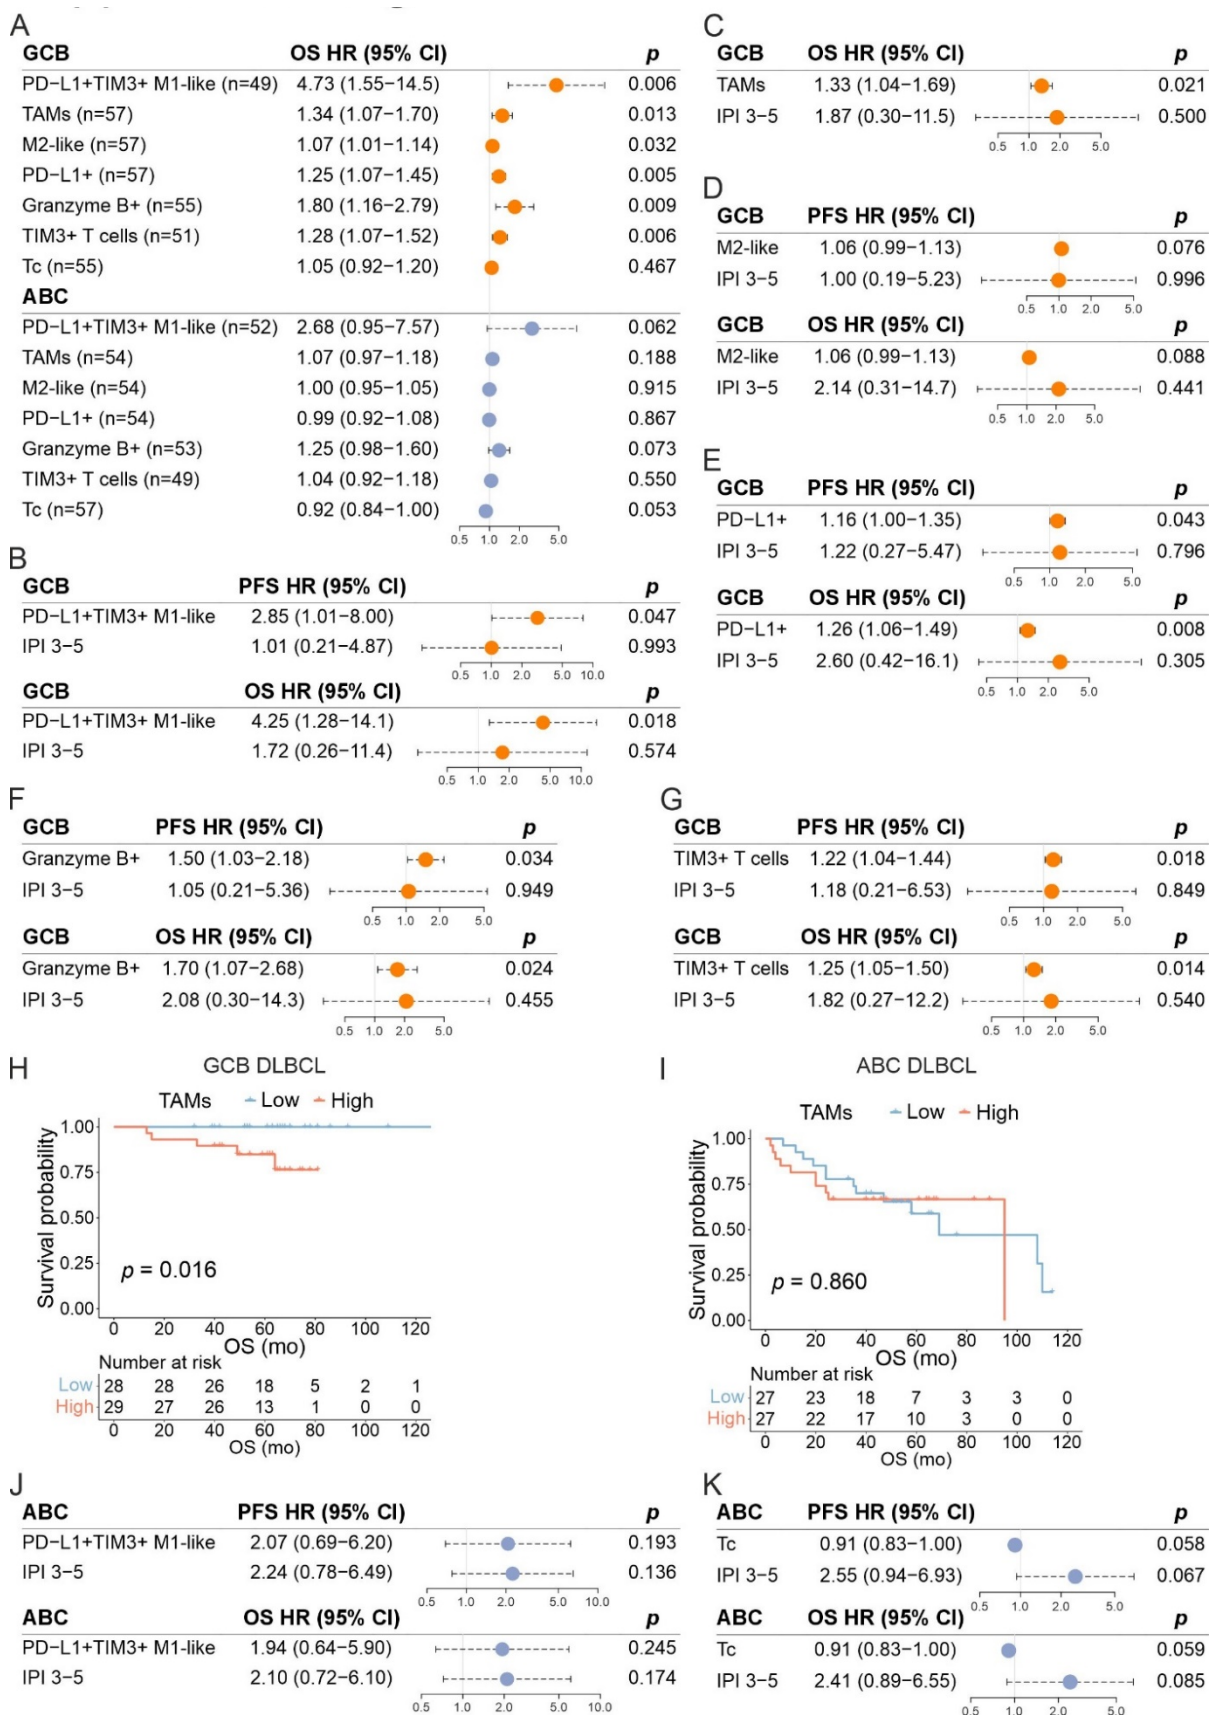 A
GCB OS HR (95% CI) p
PD−L1+TIM3+ M1-like (n=49) 4.73 (1.55−14.5) 0.006
TAMs (n=57) 1.34 (1.07−1.70) 0.013
M2-like (n=57) 1.07 (1.01−1.14) 0.032
PD−L1+ (n=57) 1.25 (1.07−1.45) 0.005
Granzyme B+ (n=55) 1.80 (1.16−2.79) 0.009
TIM3+ T cells (n=51) 1.28 (1.07−1.52) 0.006
Tc (n=55) 1.05 (0.92−1.20) 0.467
ABC
PD−L1+TIM3+ M1-like (n=52) 2.68 (0.95−7.57) 0.062
TAMs (n=54) 1.07 (0.97−1.18) 0.188
M2-like (n=54) 1.00 (0.95−1.05) 0.915
PD−L1+ (n=54) 0.99 (0.92−1.08) 0.867
Granzyme B+ (n=53) 1.25 (0.98−1.60) 0.073
TIM3+ T cells (n=49) 1.04 (0.92−1.18) 0.550
Tc (n=57) 0.92 (0.84−1.00) 0.053
0.5 1.0 2.0 5.0
B
GCB PFS HR (95% CI) p
PD−L1+TIM3+ M1-like 2.85 (1.01−8.00) 0.047
IPI 3−5 1.01 (0.21−4.87) 0.993
0.5 1.0 2.0 5.0 10.0
GCB OS HR (95% CI) p
PD−L1+TIM3+ M1-like 4.25 (1.28−14.1) 0.018
IPI 3−5 1.72 (0.26−11.4) 0.574
0.5 1.0 2.0 5.0 10.0
C
GCB OS HR (95% CI) p
TAMs 1.33 (1.04−1.69) 0.021
IPI 3−5 1.87 (0.30−11.5) 0.500
0.5 1.0 2.0 5.0
D
GCB PFS HR (95% CI) p
M2-like 1.06 (0.99−1.13) 0.076
IPI 3−5 1.00 (0.19−5.23) 0.996
0.5 1.0 2.0 5.0
GCB OS HR (95% CI) p
M2-like 1.06 (0.99−1.13) 0.088
IPI 3−5 2.14 (0.31−14.7) 0.441
0.5 1.0 2.0 5.0
E
GCB PFS HR (95% CI) p
PD−L1+ 1.16 (1.00−1.35) 0.043
IPI 3−5 1.22 (0.27−5.47) 0.796
0.5 1.0 2.0 5.0
GCB OS HR (95% CI) p
PD−L1+ 1.26 (1.06−1.49) 0.008
IPI 3−5 2.60 (0.42−16.1) 0.305
0.5 1.0 2.0 5.0
F
GCB PFS HR (95% CI) p
Granzyme B+ 1.50 (1.03−2.18) 0.034
IPI 3−5 1.05 (0.21−5.36) 0.949
0.5 1.0 2.0 5.0
GCB OS HR (95% CI) p
Granzyme B+ 1.70 (1.07−2.68) 0.024
IPI 3−5 2.08 (0.30−14.3) 0.455
0.5 1.0 2.0 5.0
G
GCB PFS HR (95% CI) p
TIM3+ T cells 1.22 (1.04−1.44) 0.018
IPI 3−5 1.18 (0.21−6.53) 0.849
0.5 1.0 2.0 5.0
GCB OS HR (95% CI) p
TIM3+ T cells 1.25 (1.05−1.50) 0.014
IPI 3−5 1.82 (0.27−12.2) 0.540
0.5 1.0 2.0 5.0
H
GCB DLBCL
TAMs Low High
Survival probability
1.00
0.75
0.50
0.25
0.00
p = 0.016
0 20 40 60 80 100 120
OS (mo)
Number at risk
Low 28 28 26 18 5 2 1
High 29 27 26 13 1 0 0
0 20 40 60 80 100 120
OS (mo)
I
ABC DLBCL
TAMs Low High
Survival probability
1.00
0.75
0.50
0.25
0.00
p = 0.860
0 20 40 60 80 100 120
OS (mo)
Number at risk
Low 27 23 18 7 3 3 0
High 27 22 17 10 3 0 0
0 20 40 60 80 100 120
OS (mo)
J
ABC PFS HR (95% CI) p
PD−L1+TIM3+ M1-like 2.07 (0.69−6.20) 0.193
IPI 3−5 2.24 (0.78−6.49) 0.136
0.5 1.0 2.0 5.0 10.0
ABC OS HR (95% CI) p
PD−L1+TIM3+ M1-like 1.94 (0.64−5.90) 0.245
IPI 3−5 2.10 (0.72−6.10) 0.174
0.5 1.0 2.0 5.0 10.0
K
ABC PFS HR (95% CI) p
Tc 0.91 (0.83−1.00) 0.058
IPI 3−5 2.55 (0.94−6.93) 0.067
0.5 1.0 2.0 5.0
ABC OS HR (95% CI) p
Tc 0.91 (0.83−1.00) 0.059
IPI 3−5 2.41 (0.89−6.55) 0.085
0.5 1.0 2.0 5.0